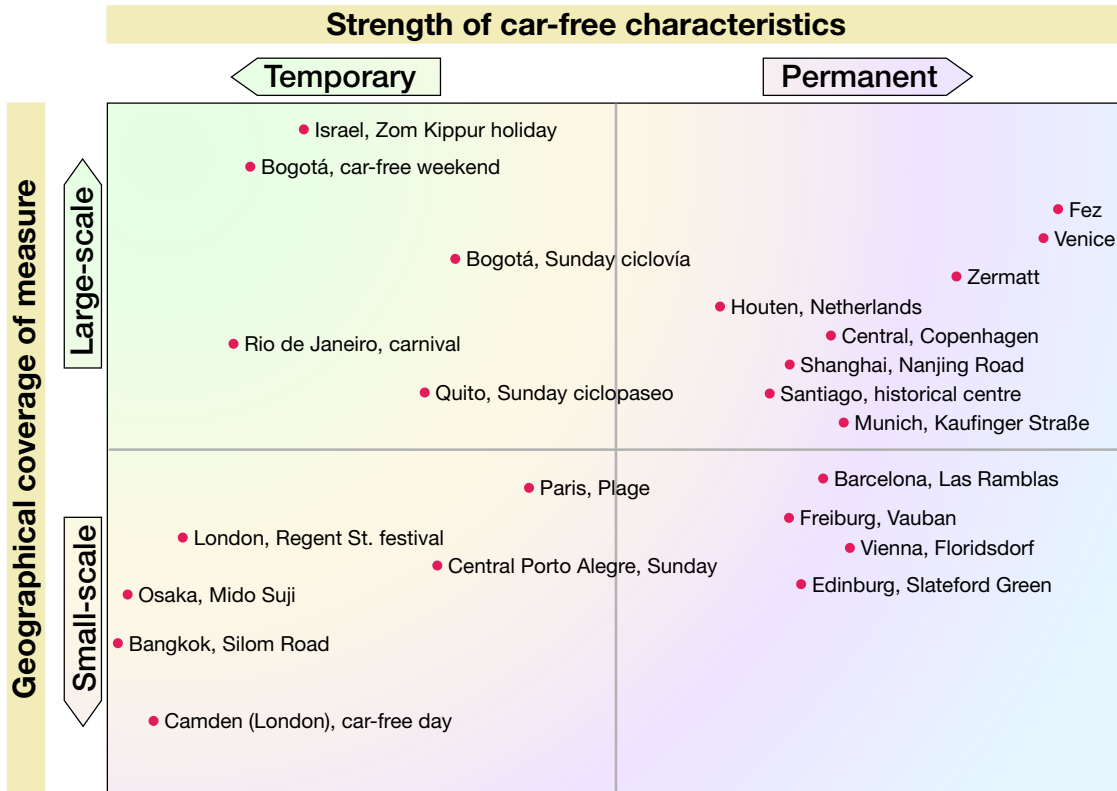 Strength of car-free characteristics
Temporary
Permanent
Geographical coverage of measure
Large-scale
Small-scale
Israel, Zom Kippur holiday
Bogotá, car-free weekend
Fez
Venice
Bogotá, Sunday ciclovía
Zermatt
Houten, Netherlands
Central, Copenhagen
Rio de Janeiro, carnival
Shanghai, Nanjing Road
Quito, Sunday ciclopaseo
Santiago, historical centre
Munich, Kaufinger Straße
Barcelona, Las Ramblas
Paris, Plage
Freiburg, Vauban
London, Regent St. festival
Vienna, Floridsdorf
Central Porto Alegre, Sunday
Edinburg, Slateford Green
Osaka, Mido Suji
Bangkok, Silom Road
Camden (London), car-free day